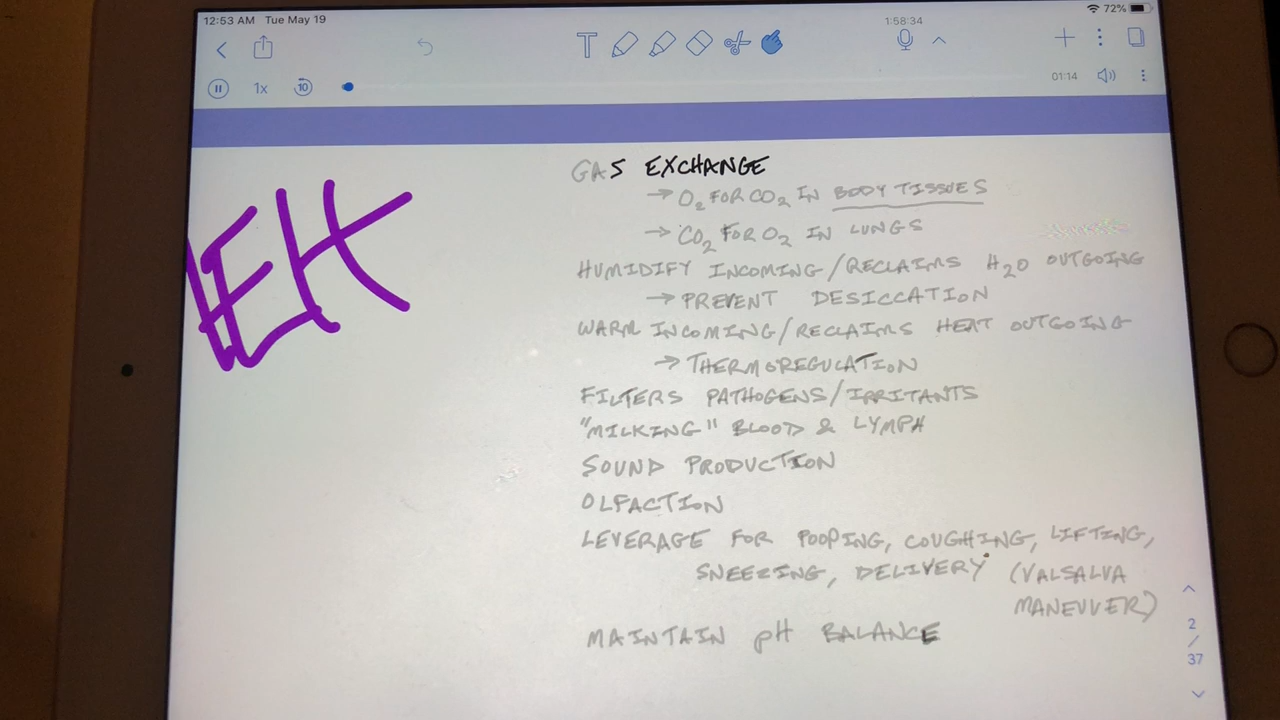 12:53 AM Tue May 19
72%
1:58:34
T
1x
10
01:14
GAS EXCHANGE
→ O₂ FOR CO₂ IN BODY TISSUES
→ CO₂ FOR O₂ IN LUNGS
HUMIDIFY INCOMING/RECLAIMS H₂O OUTGOING
→ PREVENT DESICCATION
WARM INCOMING/RECLAIMS HEAT OUTGOING
→ THERMOREGULATION
FILTERS PATHOGENS/IRRITANTS
"MILKING" BLOOD & LYMPH
SOUND PRODUCTION
OLFACTION
LEVERAGE FOR POOPING, COUGHING, LIFTING,
SNEEZING, DELIVERY (VALSALVA
MANEUVER)
MAINTAIN pH BALANCE
2
/
37